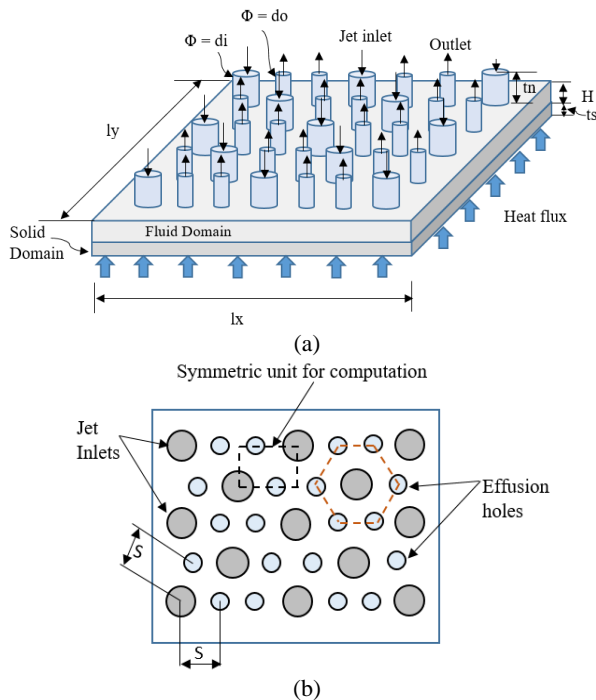 Φ = do
Φ = di
Jet inlet
Outlet
tn
H
ts
ly
Heat flux
Solid
Domain
Fluid Domain
lx
(a)
Symmetric unit for computation
Jet
Inlets
Effusion
holes
S
S
(b)